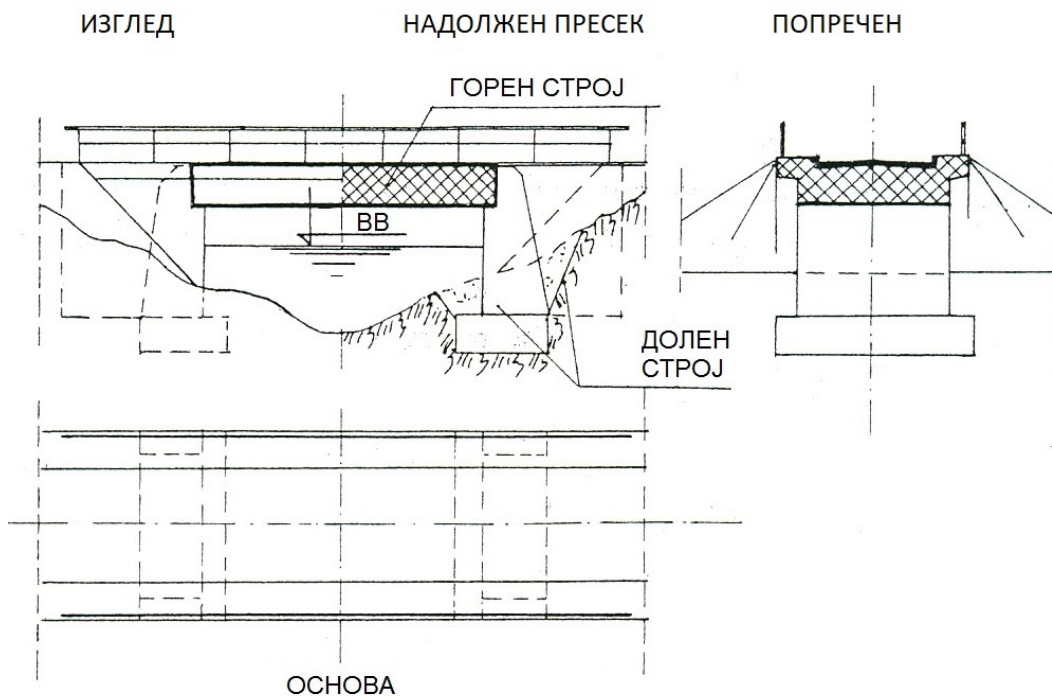 ИЗГЛЕД
НАДОЛЖЕН ПРЕСЕК
ПОПРЕЧЕН
ГОРЕН СТРОЈ
ВВ
ДОЛЕН
СТРОЈ
ОСНОВА